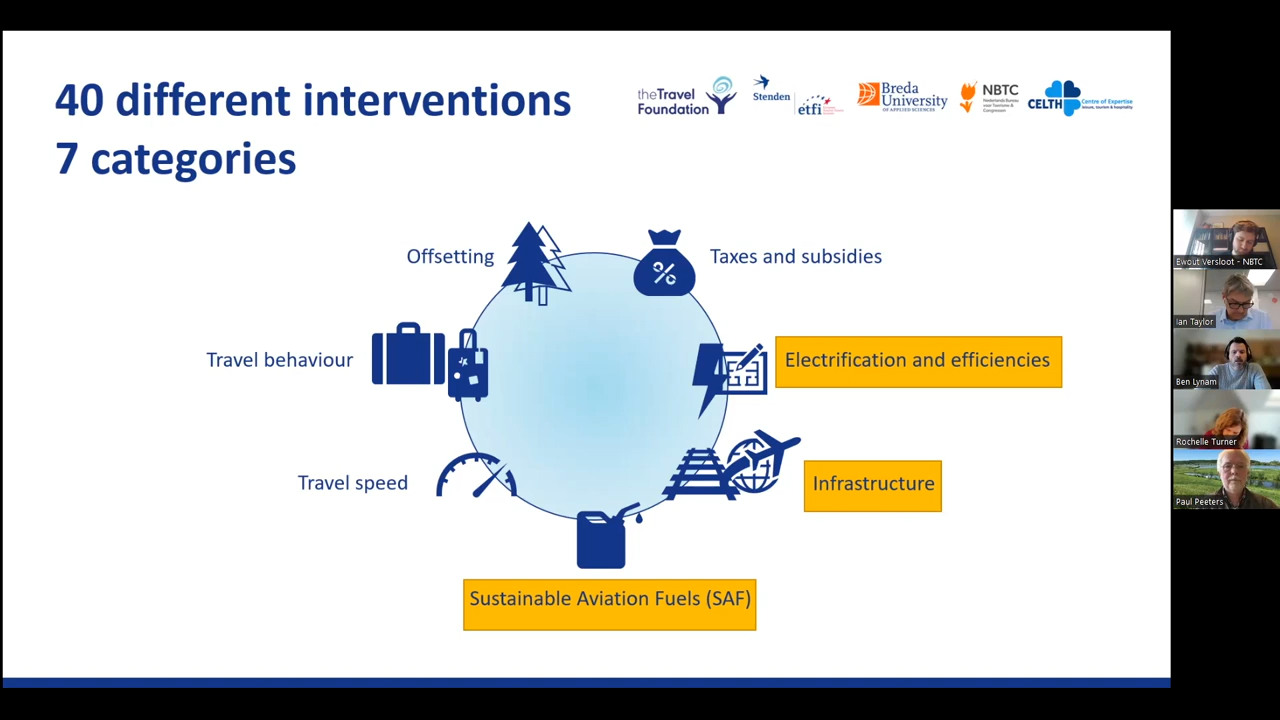 40 different interventions
7 categories
theTravel
Foundation
Stenden
etfi
Breda
University
OF APPLIED SCIENCES
NBTC
Nederlands Bureau
voor Toerisme &
Congressen
CELTH
Centre of Expertise
leisure, tourism & hospitality
Offsetting
Taxes and subsidies
Travel behaviour
Electrification and efficiencies
Travel speed
Infrastructure
Sustainable Aviation Fuels (SAF)
Ewout Versloot - NBTC
Ian Taylor
Ben Lynam
Rochelle Turner
Paul Peeters